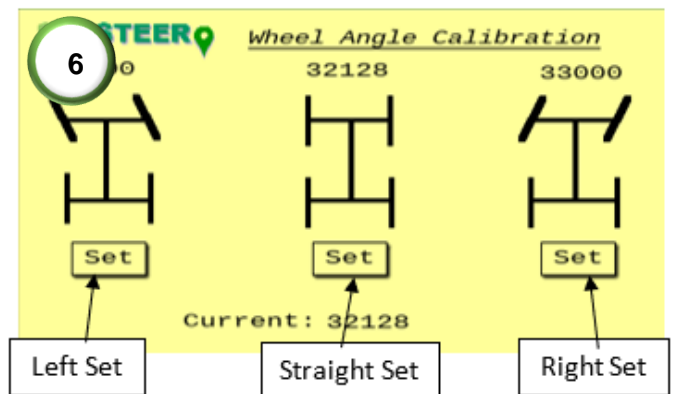 STEER Wheel Angle Calibration
6 32128 33000
Set Set Set
Current: 32128
Left Set Straight Set Right Set